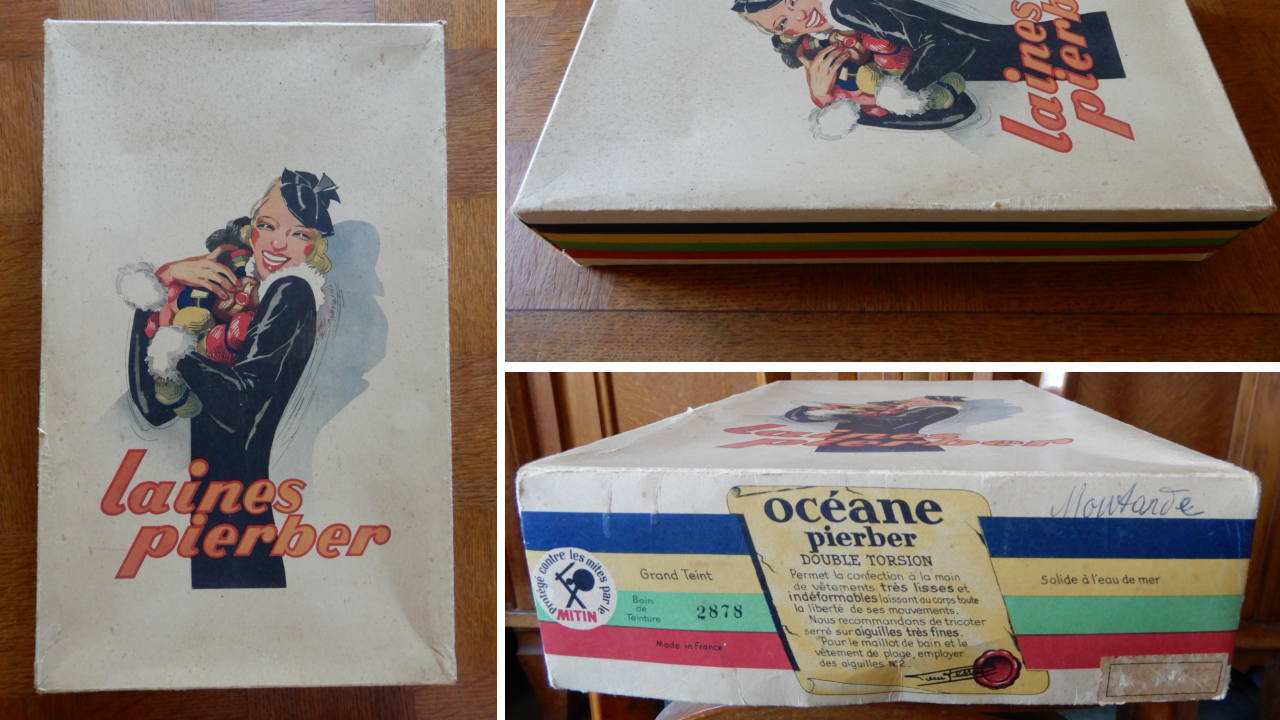 laines
pierber
laines
pierber
laines
pierber
océane
pierber
DOUBLE TORSION
Permet la confection à la main
de vêtements très lisses et
indéformables laissant au corps toute
la liberté de ses mouvements.
Nous recommandons de tricoter
serré sur aiguilles très fines.
Pour le maillot de bain et le
vêtement de plage, employer
des aiguilles N°2.
Moutarde
protégé contre les mites par le
MITIN
Grand Teint
Bain
de
Teinture
2878
Made in France
Solide à l'eau de mer